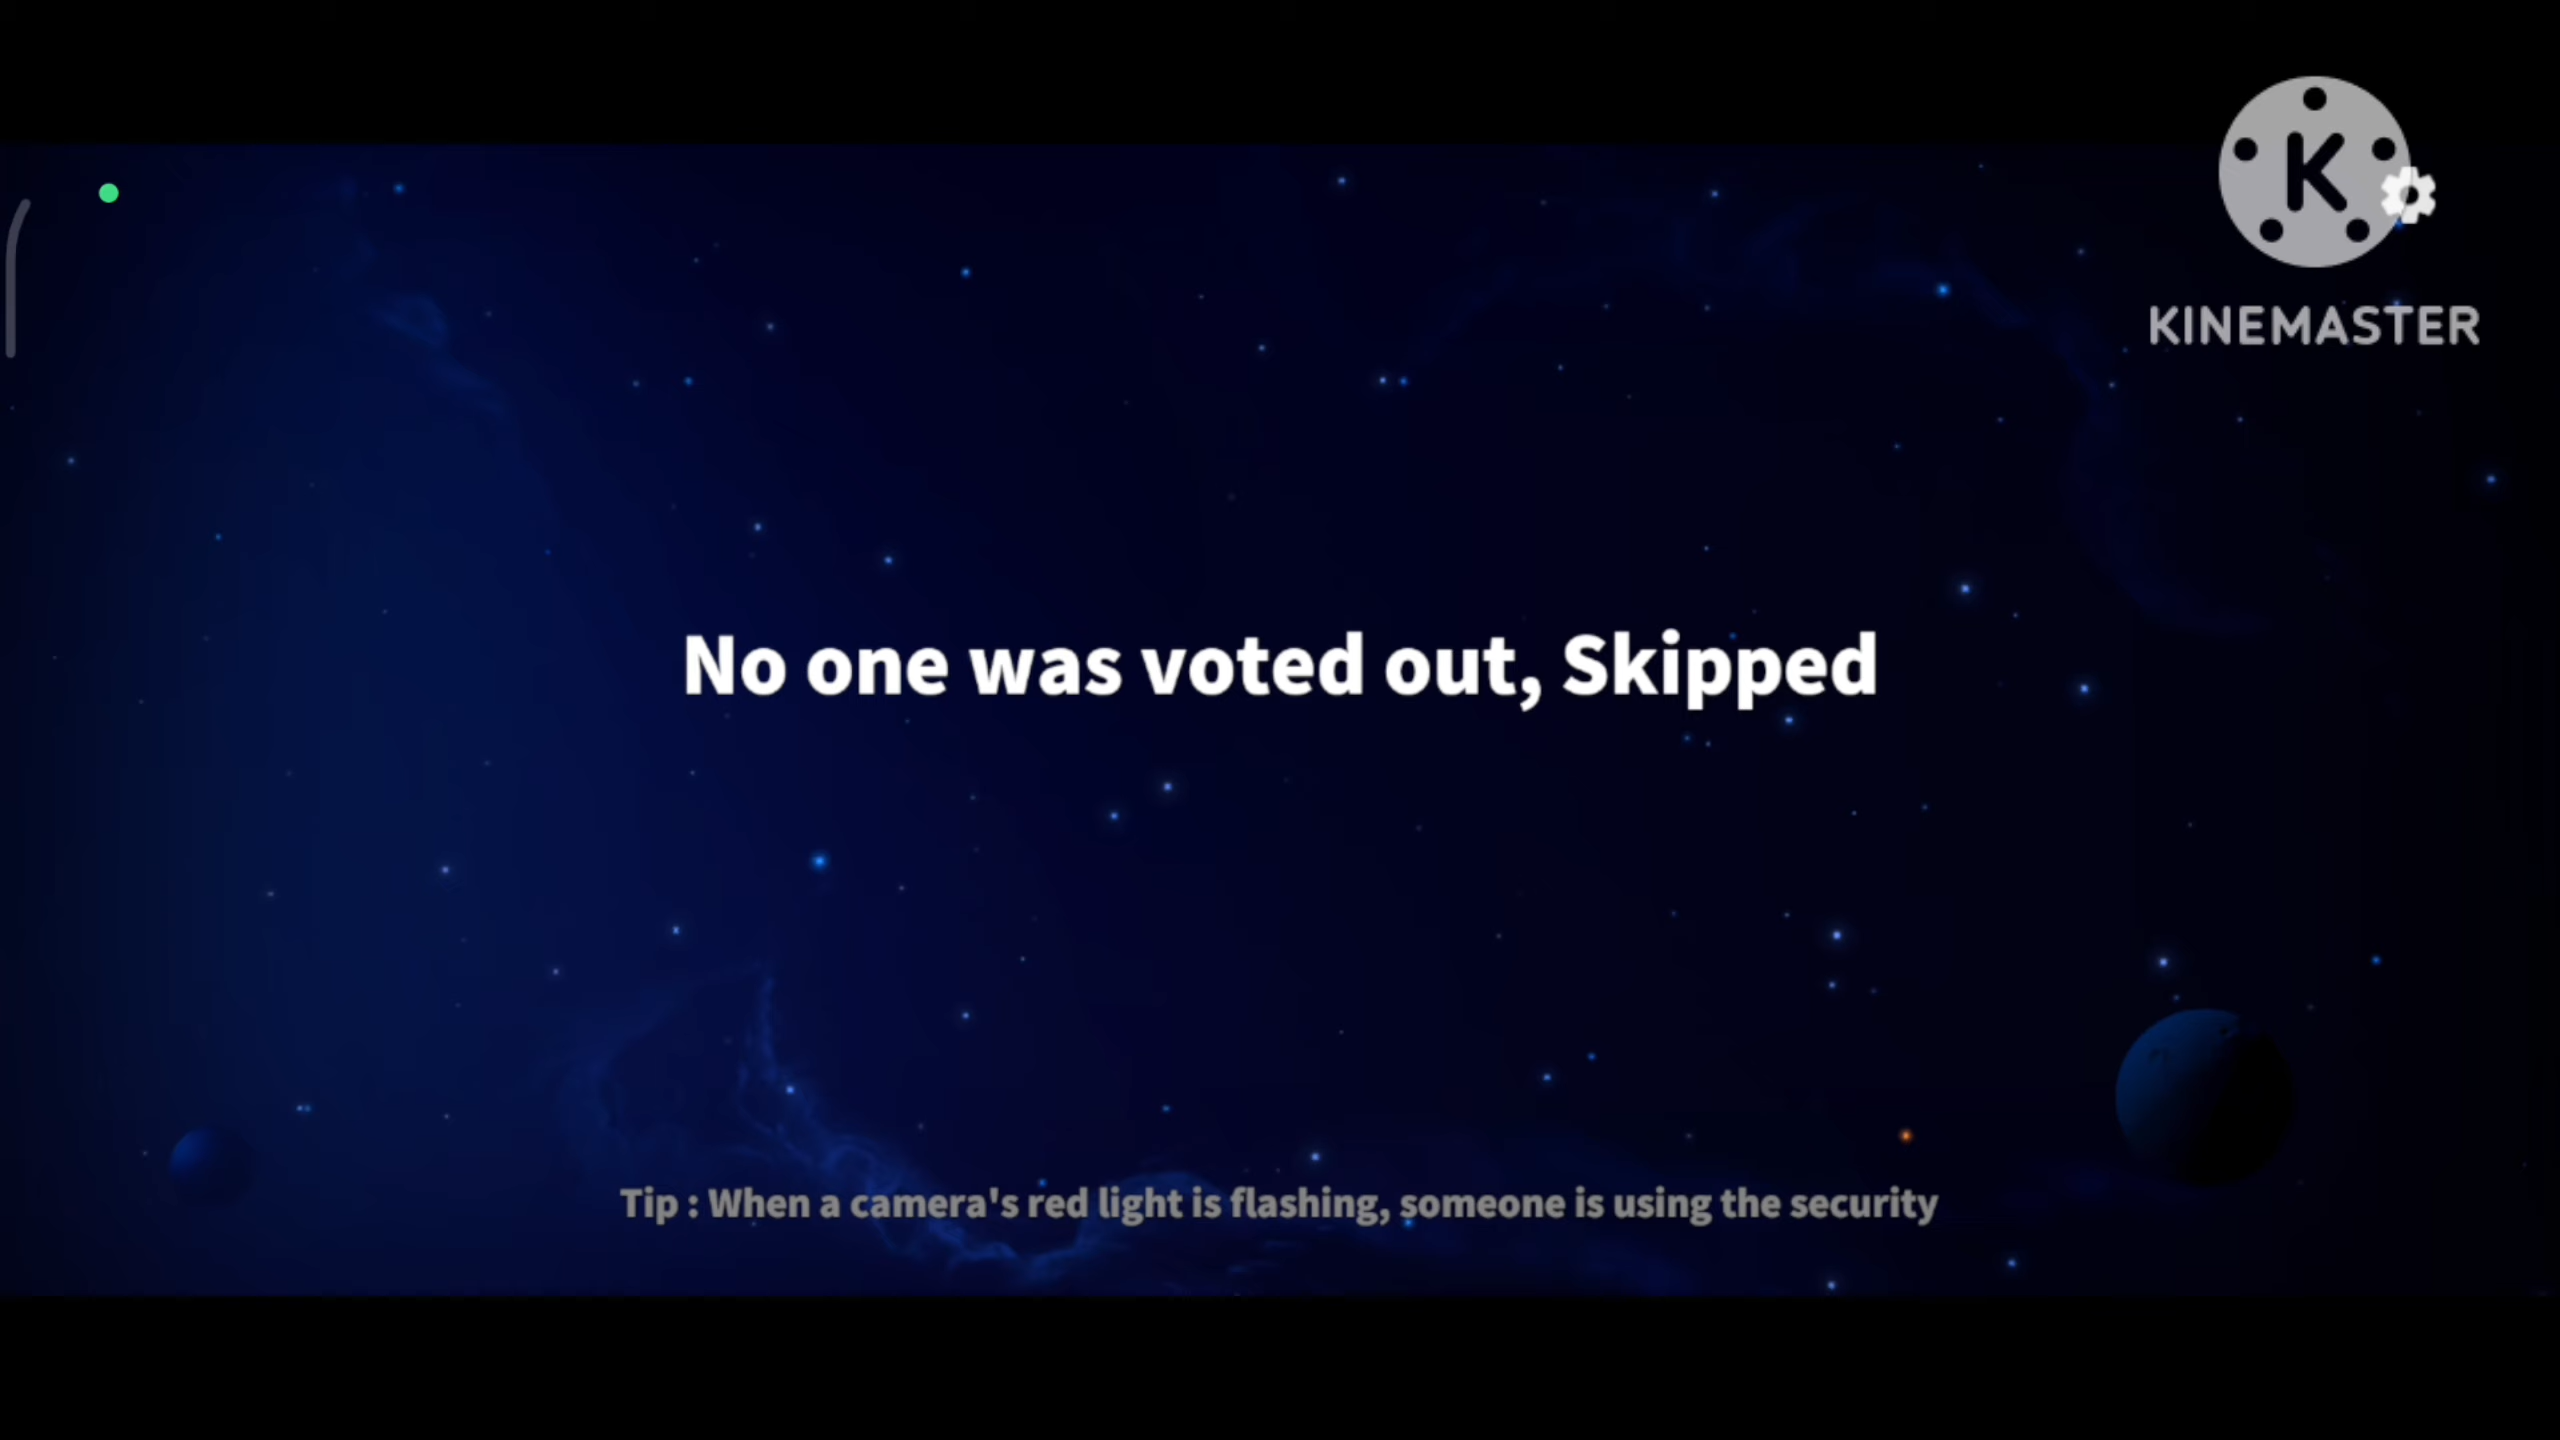 K
KINEMASTER
No one was voted out, Skipped
Tip : When a camera's red light is flashing, someone is using the security